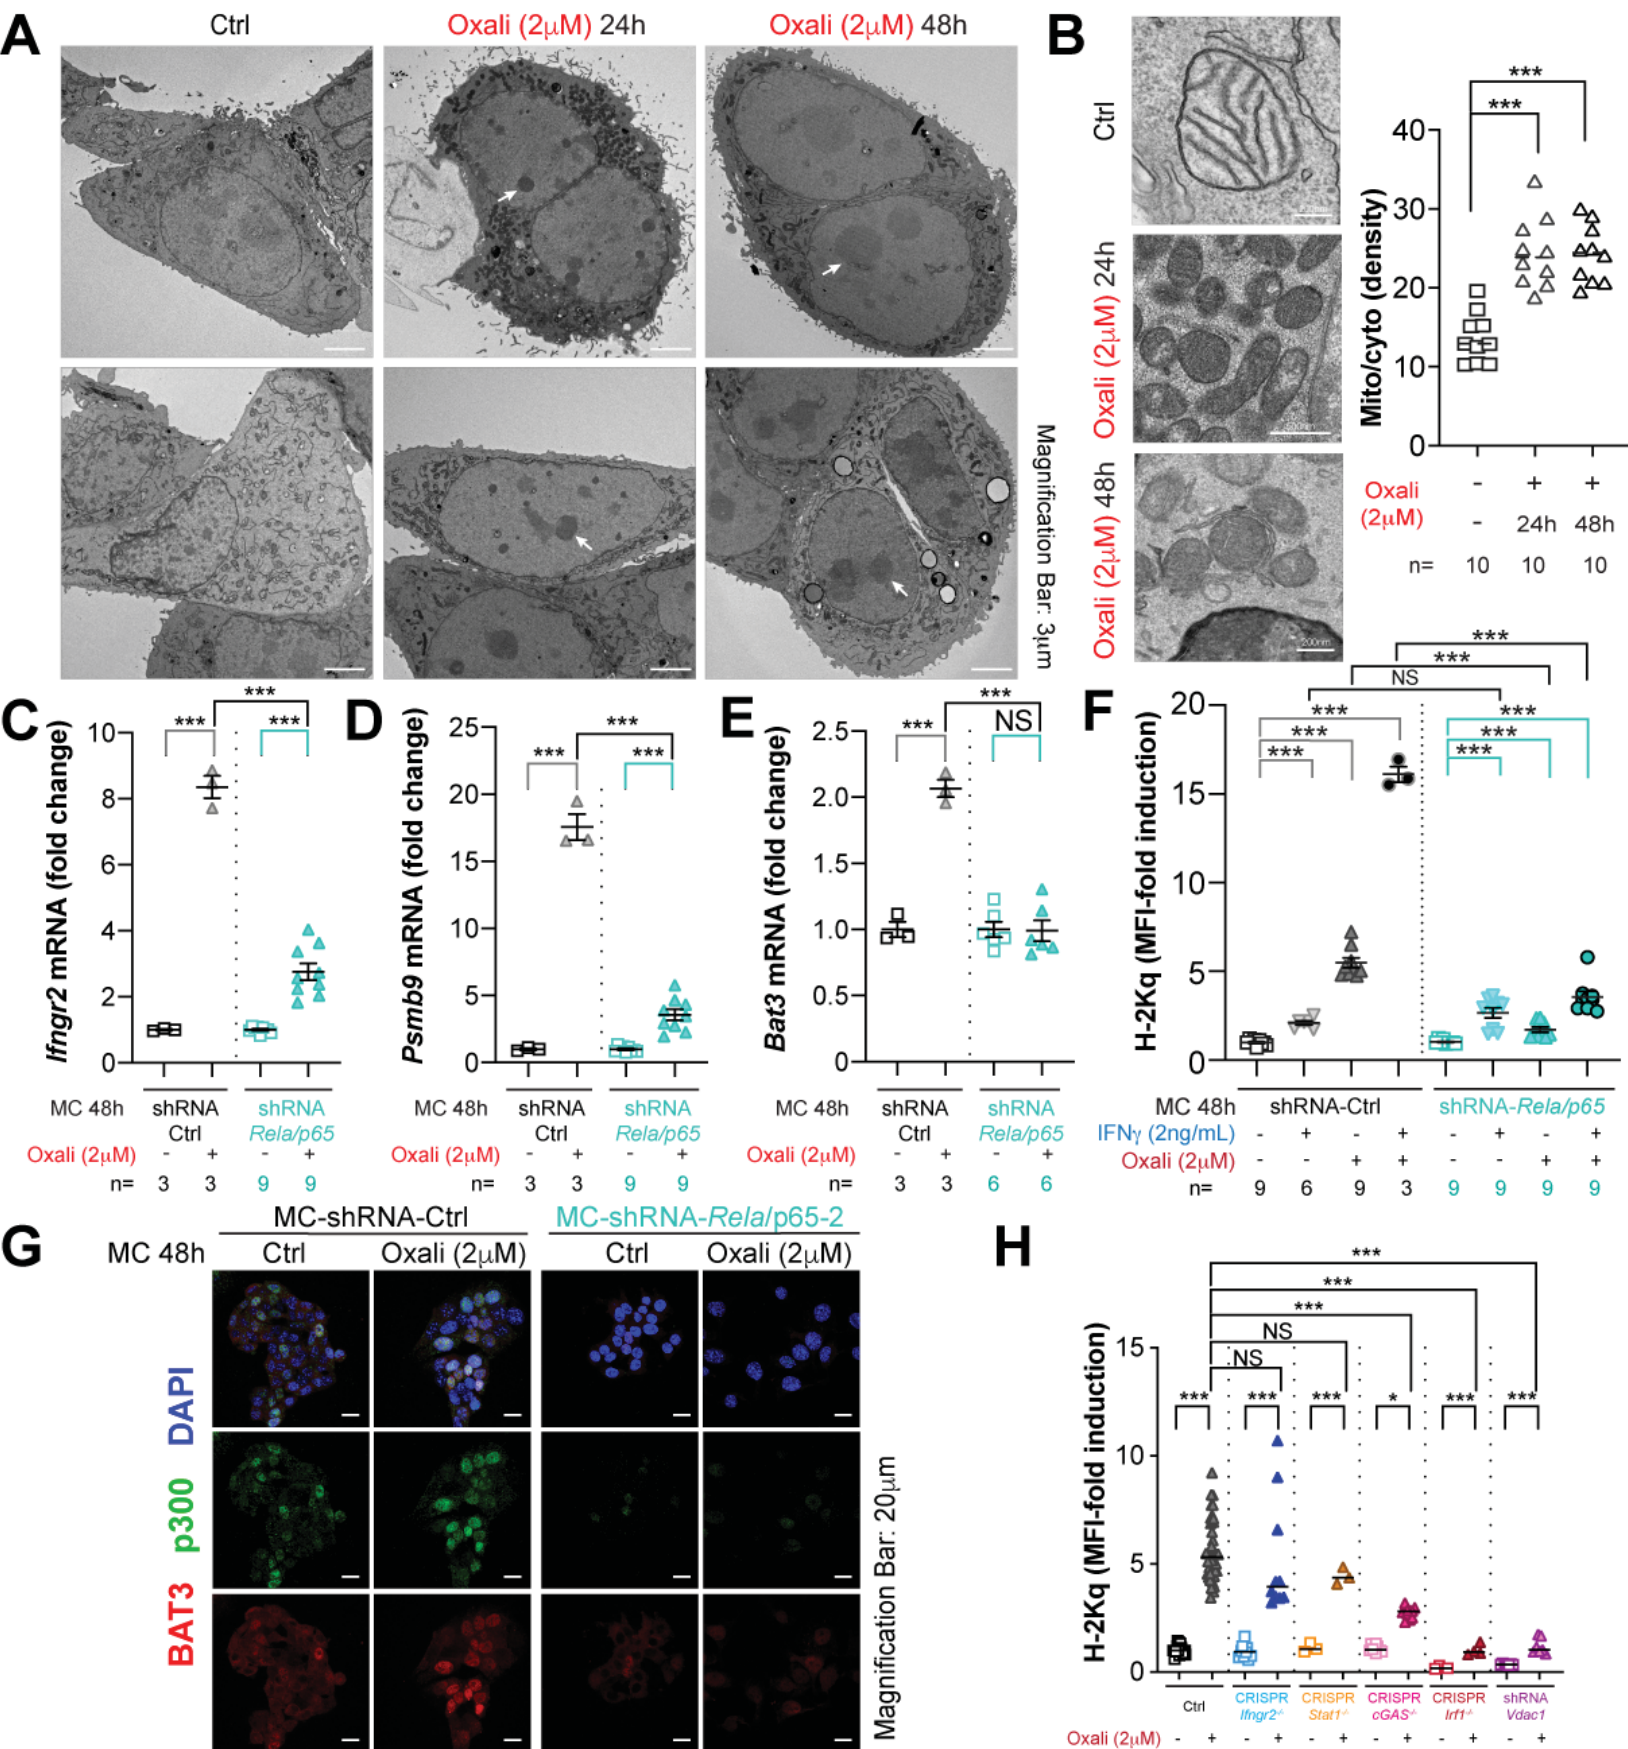 A
Ctrl
Oxali (2μM) 24h
Oxali (2μM) 48h
Magnification Bar: 3μm
B
Ctrl
Oxali (2μM) 24h
500nm
Oxali (2μM) 48h
200nm
***
***
Mito/cyto (density)
40
30
20
10
0
Oxali - + +
(2μM) - 24h 48h
n= 10 10 10
C
Ifngr2 mRNA (fold change)
***
*** ***
10
8
6
4
2
0
MC 48h shRNA shRNA
Ctrl Rela/p65
Oxali (2μM) - + - +
n= 3 3 9 9
D
Psmb9 mRNA (fold change)
***
*** ***
25
20
15
10
5
0
MC 48h shRNA shRNA
Ctrl Rela/p65
Oxali (2μM) - + - +
n= 3 3 9 9
E
Bat3 mRNA (fold change)
***
*** NS
2.5
2.0
1.5
1.0
0.5
0
MC 48h shRNA shRNA
Ctrl Rela/p65
Oxali (2μM) - + - +
n= 3 3 6 6
F
H-2Kq (MFI-fold induction)
***
***
NS
*** ***
*** ***
*** ***
20
15
10
5
0
MC 48h shRNA-Ctrl shRNA-Rela/p65
IFNγ (2ng/mL) - + - + - + - +
Oxali (2μM) - - + + - - + +
n= 9 6 9 3 9 9 9 9
G
MC-shRNA-Ctrl MC-shRNA-Rela/p65-2
MC 48h Ctrl Oxali (2μM) Ctrl Oxali (2μM)
BAT3 p300 DAPI
Magnification Bar: 20μm
H
H-2Kq (MFI-fold induction)
***
***
***
NS
NS
*** *** *** * *** ***
15
10
5
0
Ctrl CRISPR CRISPR CRISPR CRISPR shRNA
Ifngr2-/- Stat1-/- cGAS-/- Irf1-/- Vdac1
Oxali (2μM) - + - + - + - + - + - +